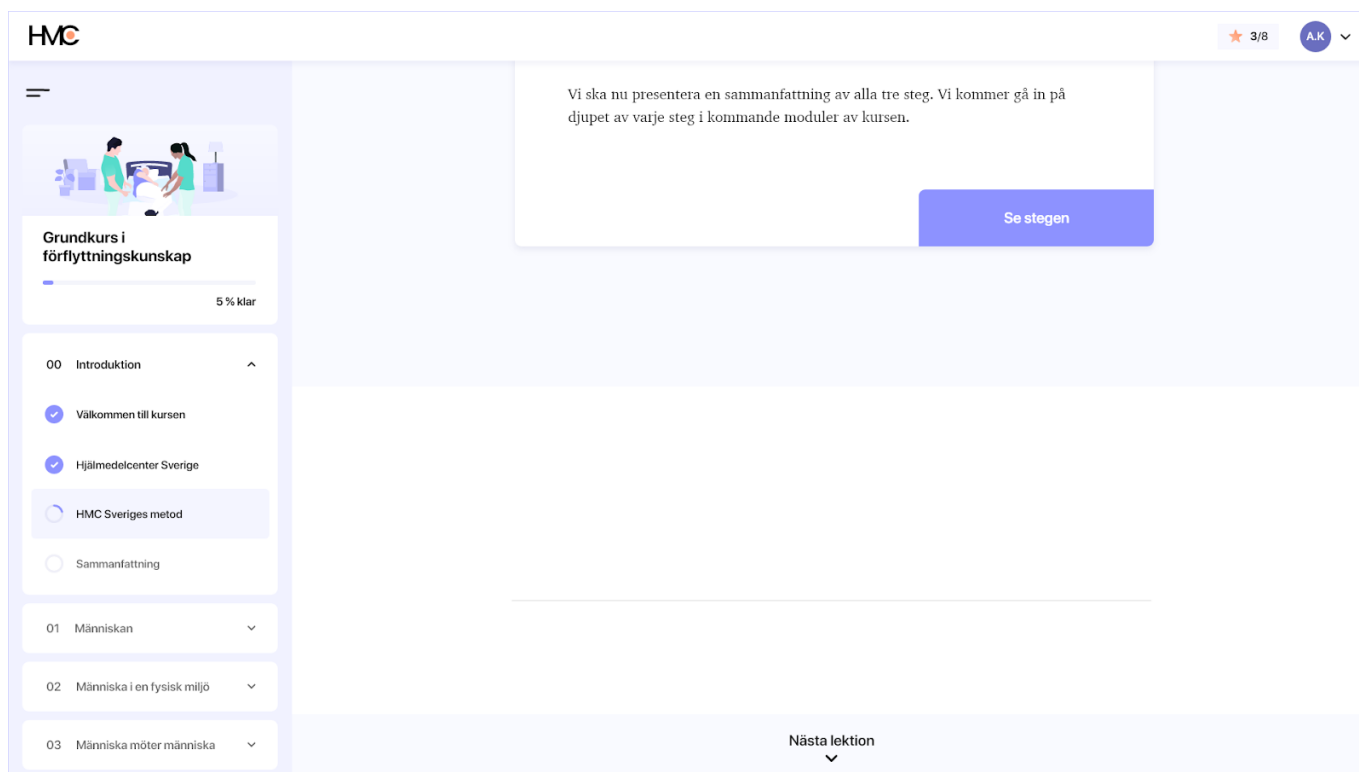 HMC
3/8
A.K
Vi ska nu presentera en sammanfattning av alla tre steg. Vi kommer gå in på
djupet av varje steg i kommande moduler av kursen.
Se stegen
Grundkurs i
förflyttningskunskap
5 % klar
00 Introduktion
Välkommen till kursen
Hjälmedelcenter Sverige
HMC Sveriges metod
Sammanfattning
01 Människan
02 Människa i en fysisk miljö
03 Människa möter människa
Nästa lektion